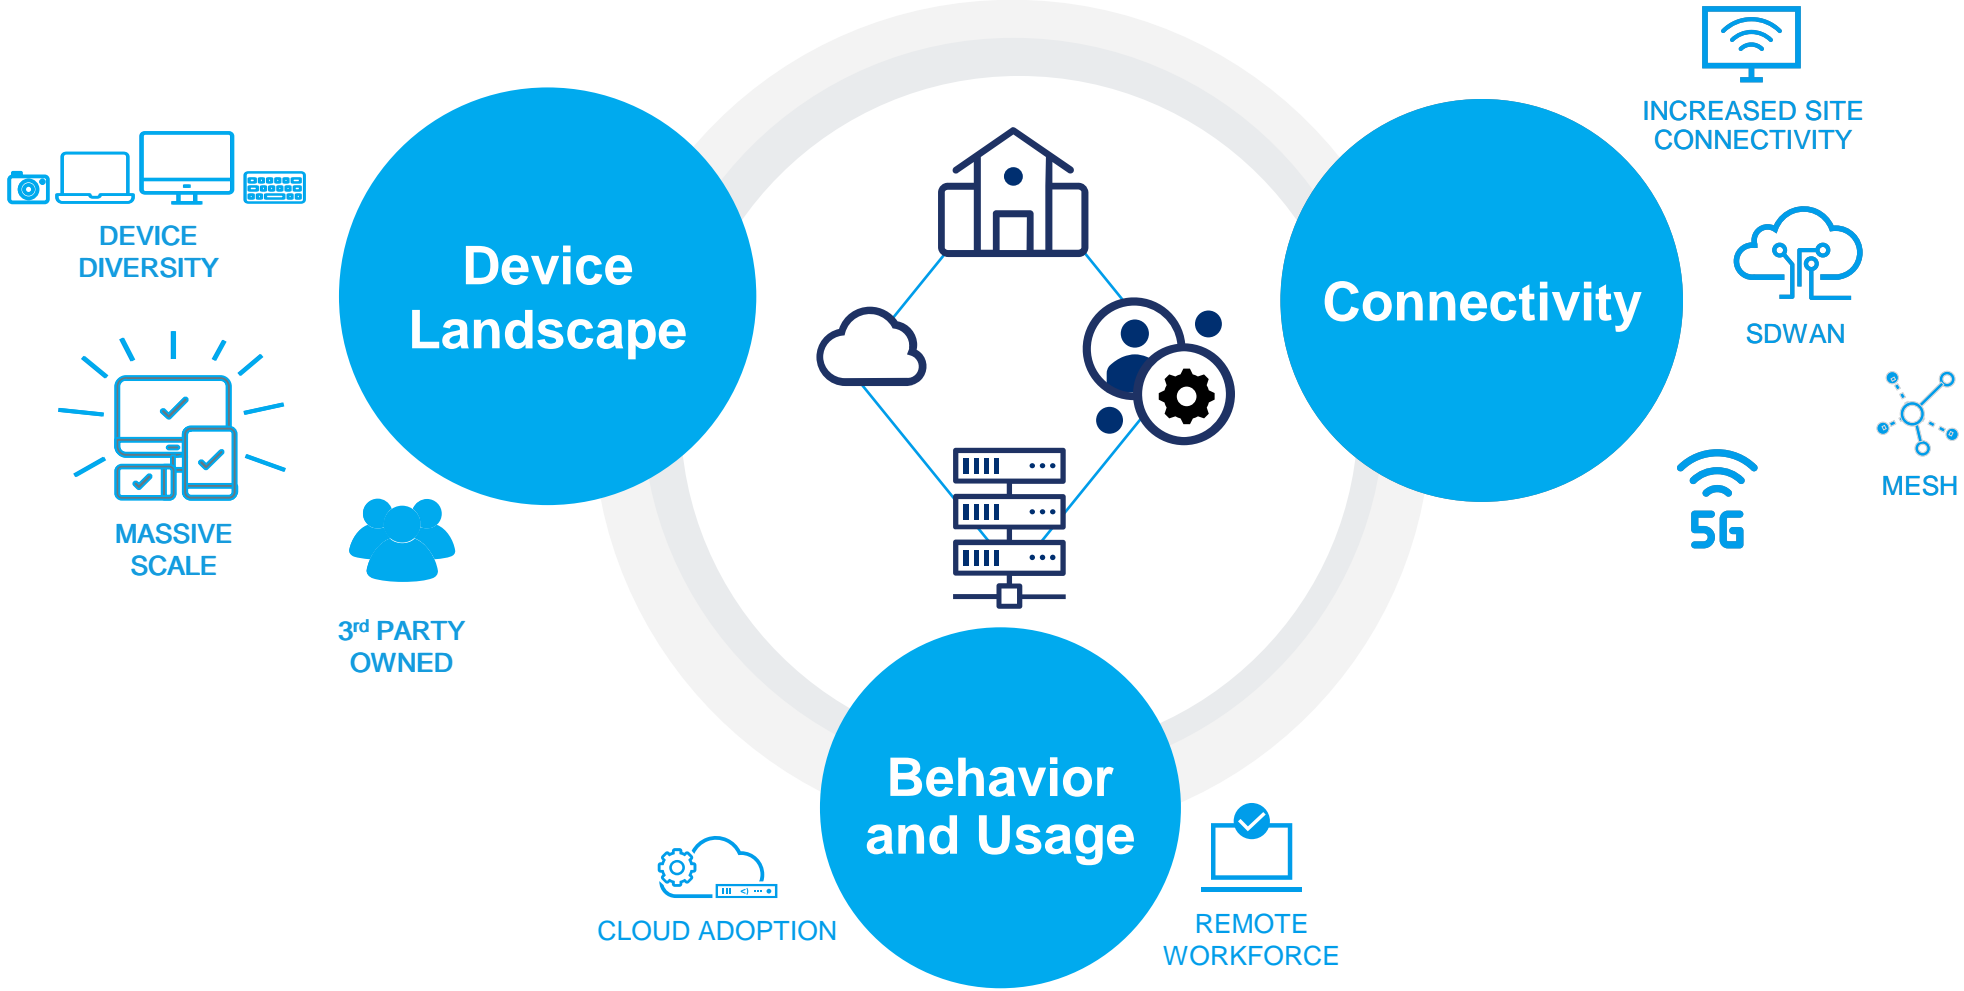 DEVICE
DIVERSITY
MASSIVE
SCALE
3rd PARTY
OWNED
Device
Landscape
Connectivity
INCREASED SITE
CONNECTIVITY
SDWAN
MESH
5G
Behavior
and Usage
CLOUD ADOPTION
REMOTE
WORKFORCE